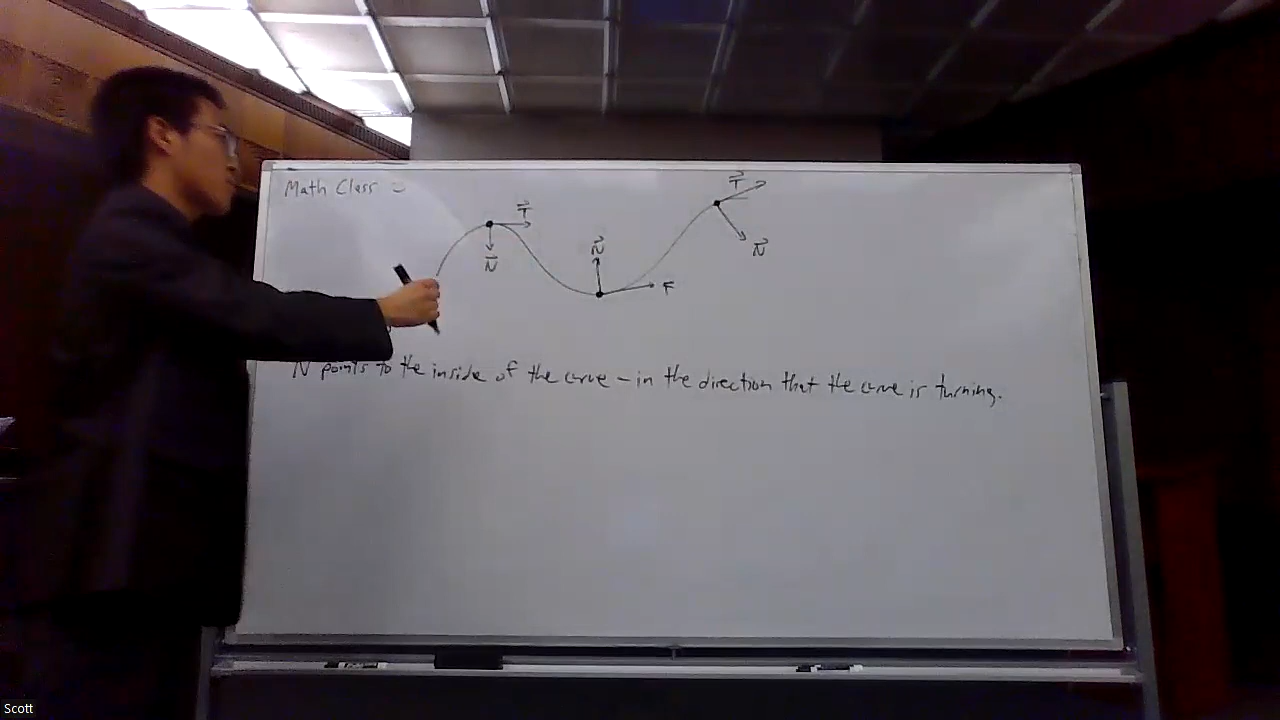 Math Class -
T
T
N
N
N
T
N points to the inside of the curve - in the direction that the curve is turning.
Scott